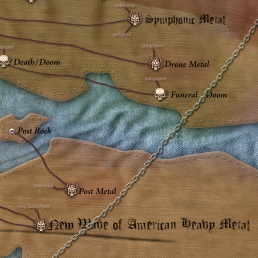 Symphonic Metal
Death/Doom
Drone Metal
Funeral Doom
Post Rock
Post Metal
New Wave of American Heavy Metal